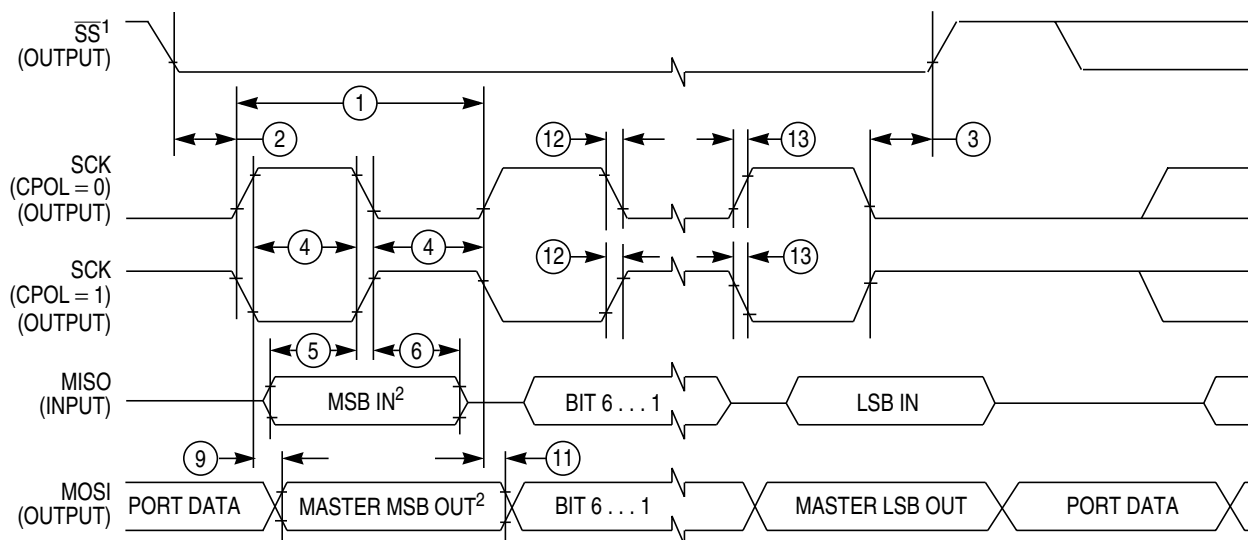 SS¹
(OUTPUT)
1
2
12
13
3
SCK
(CPOL = 0)
(OUTPUT)
4
4
12
13
SCK
(CPOL = 1)
(OUTPUT)
5
6
MISO
(INPUT)
MSB IN²
BIT 6 . . . 1
LSB IN
9
11
MOSI
(OUTPUT)
PORT DATA
MASTER MSB OUT²
BIT 6 . . . 1
MASTER LSB OUT
PORT DATA